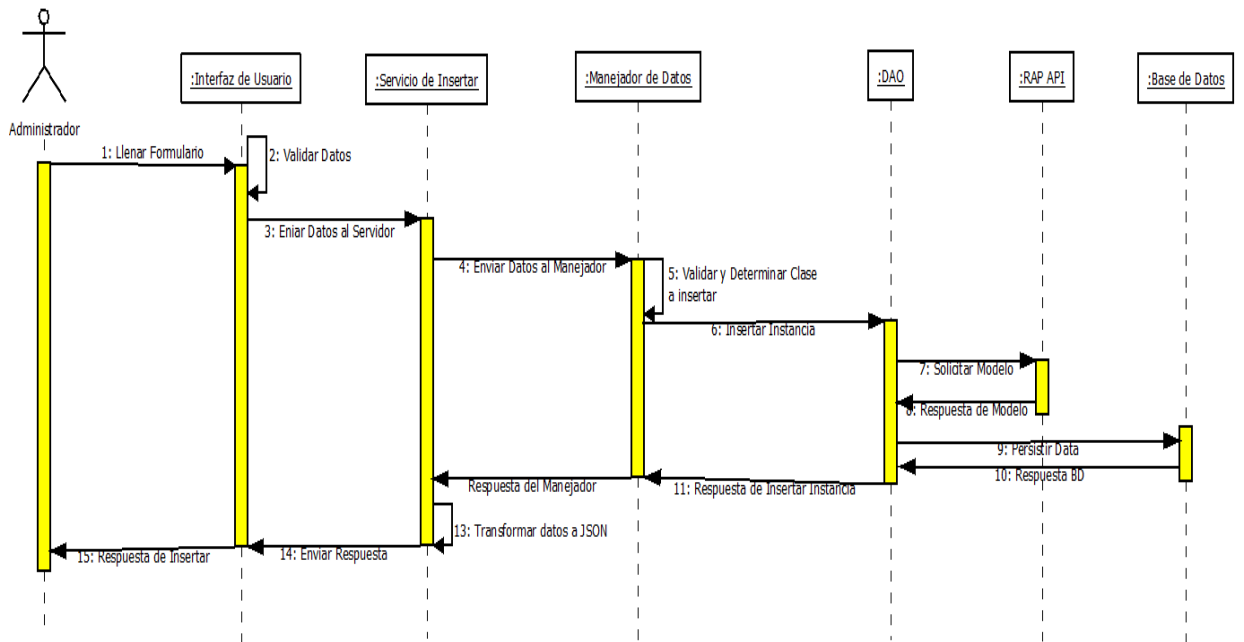 :Interfaz de Usuario
:Servicio de Insertar
:Manejador de Datos
:DAO
:RAP API
:Base de Datos
Administrador
1: Llenar Formulario
2: Validar Datos
3: Eniar Datos al Servidor
4: Enviar Datos al Manejador
5: Validar y Determinar Clase
a insertar
6: Insertar Instancia
7: Solicitar Modelo
8: Respuesta de Modelo
9: Persistir Data
10: Respuesta BD
11: Respuesta de Insertar Instancia
Respuesta del Manejador
13: Transformar datos a JSON
14: Enviar Respuesta
15: Respuesta de Insertar